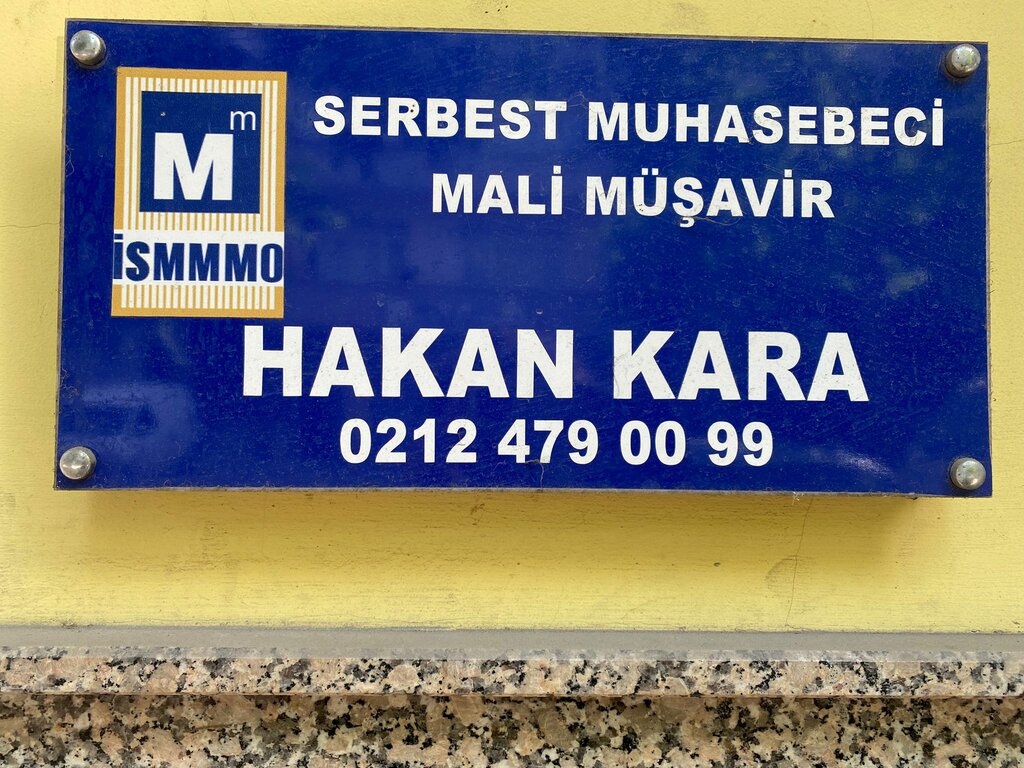 m
M
İSMMMO
SERBEST MUHASEBECİ
MALİ MÜŞAVİR
HAKAN KARA
0212 479 00 99